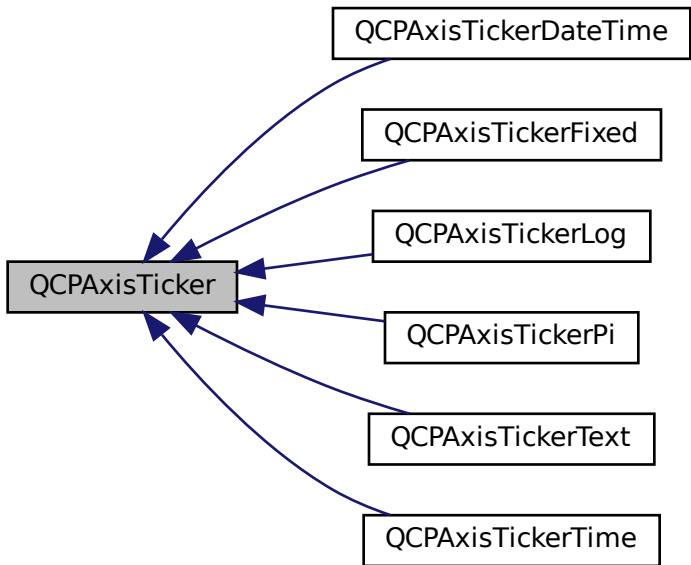 QCPAxisTickerDateTime
QCPAxisTickerFixed
QCPAxisTickerLog
QCPAxisTicker
QCPAxisTickerPi
QCPAxisTickerText
QCPAxisTickerTime